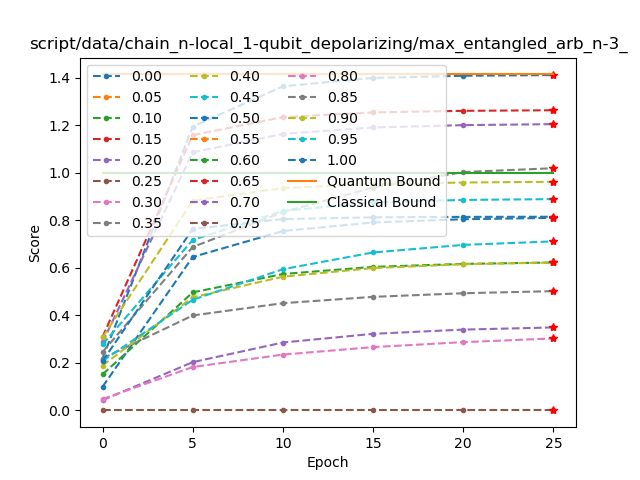 script/data/chain_n-local_1-qubit_depolarizing/max_entangled_arb_n-3_
1.4
1.2
1.0
0.8
0.6
0.4
0.2
0.0
Score
0.00 0.40 0.80
0.05 0.45 0.85
0.10 0.50 0.90
0.15 0.55 0.95
0.20 0.60 1.00
0.25 0.65 Quantum Bound
0.30 0.70 Classical Bound
0.35 0.75
0 5 10 15 20 25
Epoch